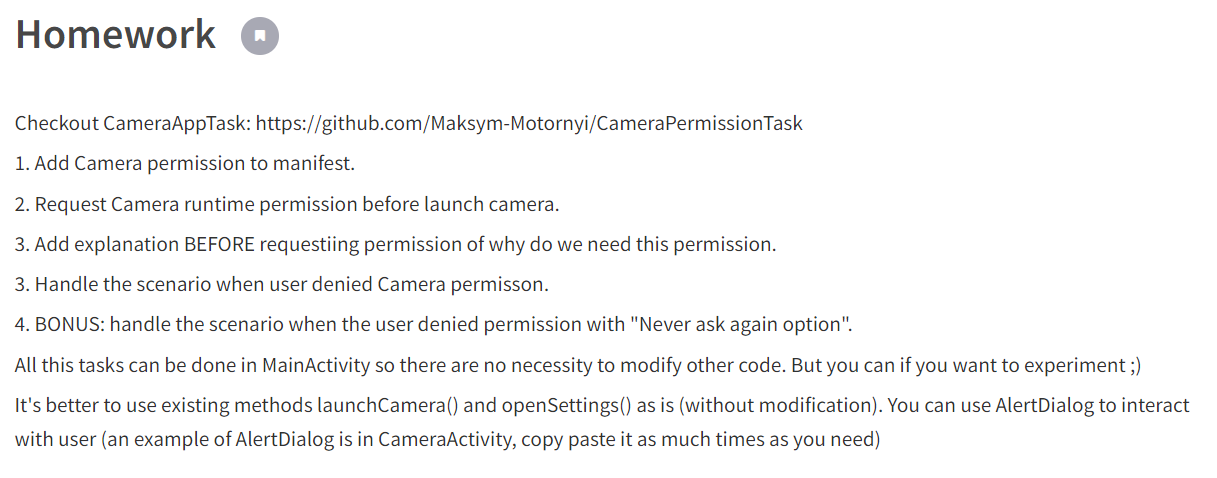 Homework
Checkout CameraAppTask: https://github.com/Maksym-Motornyi/CameraPermissionTask
1. Add Camera permission to manifest.
2. Request Camera runtime permission before launch camera.
3. Add explanation BEFORE requestiing permission of why do we need this permission.
3. Handle the scenario when user denied Camera permisson.
4. BONUS: handle the scenario when the user denied permission with "Never ask again option".
All this tasks can be done in MainActivity so there are no necessity to modify other code. But you can if you want to experiment ;)
It's better to use existing methods launchCamera() and openSettings() as is (without modification). You can use AlertDialog to interact
with user (an example of AlertDialog is in CameraActivity, copy paste it as much times as you need)